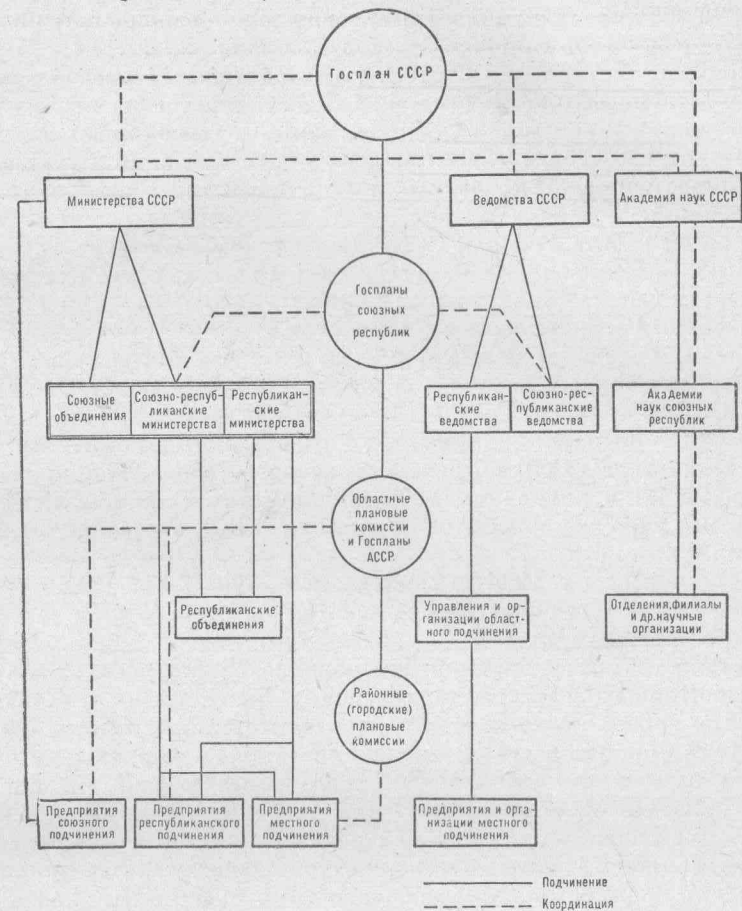 Госплан СССР
Министерства СССР
Ведомства СССР
Академия наук СССР
Госпланы
союзных
республик
Союзные
объединения
Союзно-респуб-
ликанские
министерства
Республикан-
ские
министерства
Республикан-
ские
ведомства
Союзно-рес-
публиканские
ведомства
Академии
наук союзных
республик
Областные
плановые
комиссии
и Госпланы
АССР
Республиканские
объединения
Управления и ор-
ганизации област-
ного подчинения
Отделения, филиалы
и др. научные
организации
Районные
(городские)
плановые
комиссии
Предприятия
союзного
подчинения
Предприятия
республиканского
подчинения
Предприятия
местного
подчинения
Предприятия и орга-
низации местного
подчинения
Подчинение
Координация